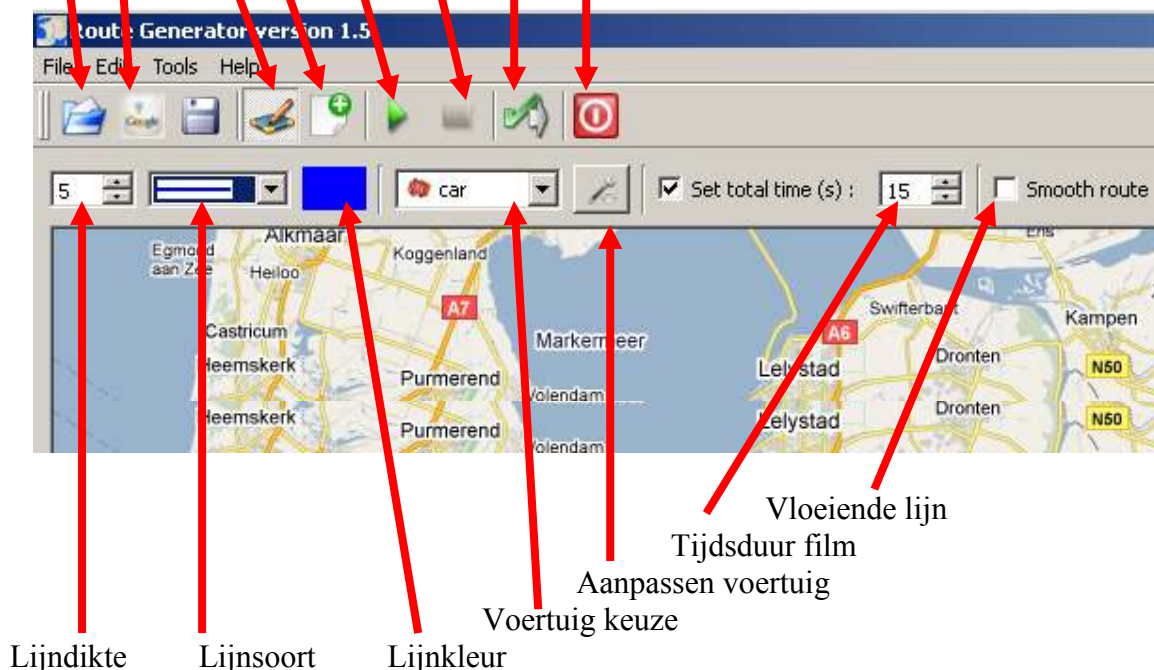 Route Generator version 1.5
File Edit Tools Help
Google
5 car Set total time (s) : 15 Smooth route
Egmond aan Zee
Alkmaar
Heiloo
Koggenland
A7
Castricum
Heemskerk
Purmerend
Markermeer
Volendam
Ens
Swifterbant
A6
Kampen
Lelystad
Dronten
N50
Heemskerk
Purmerend
Volendam
Lelystad
Dronten
N50
Vloeiende lijn
Tijdsduur film
Aanpassen voertuig
Voertuig keuze
Lijndikte Lijnsoort Lijnkleur